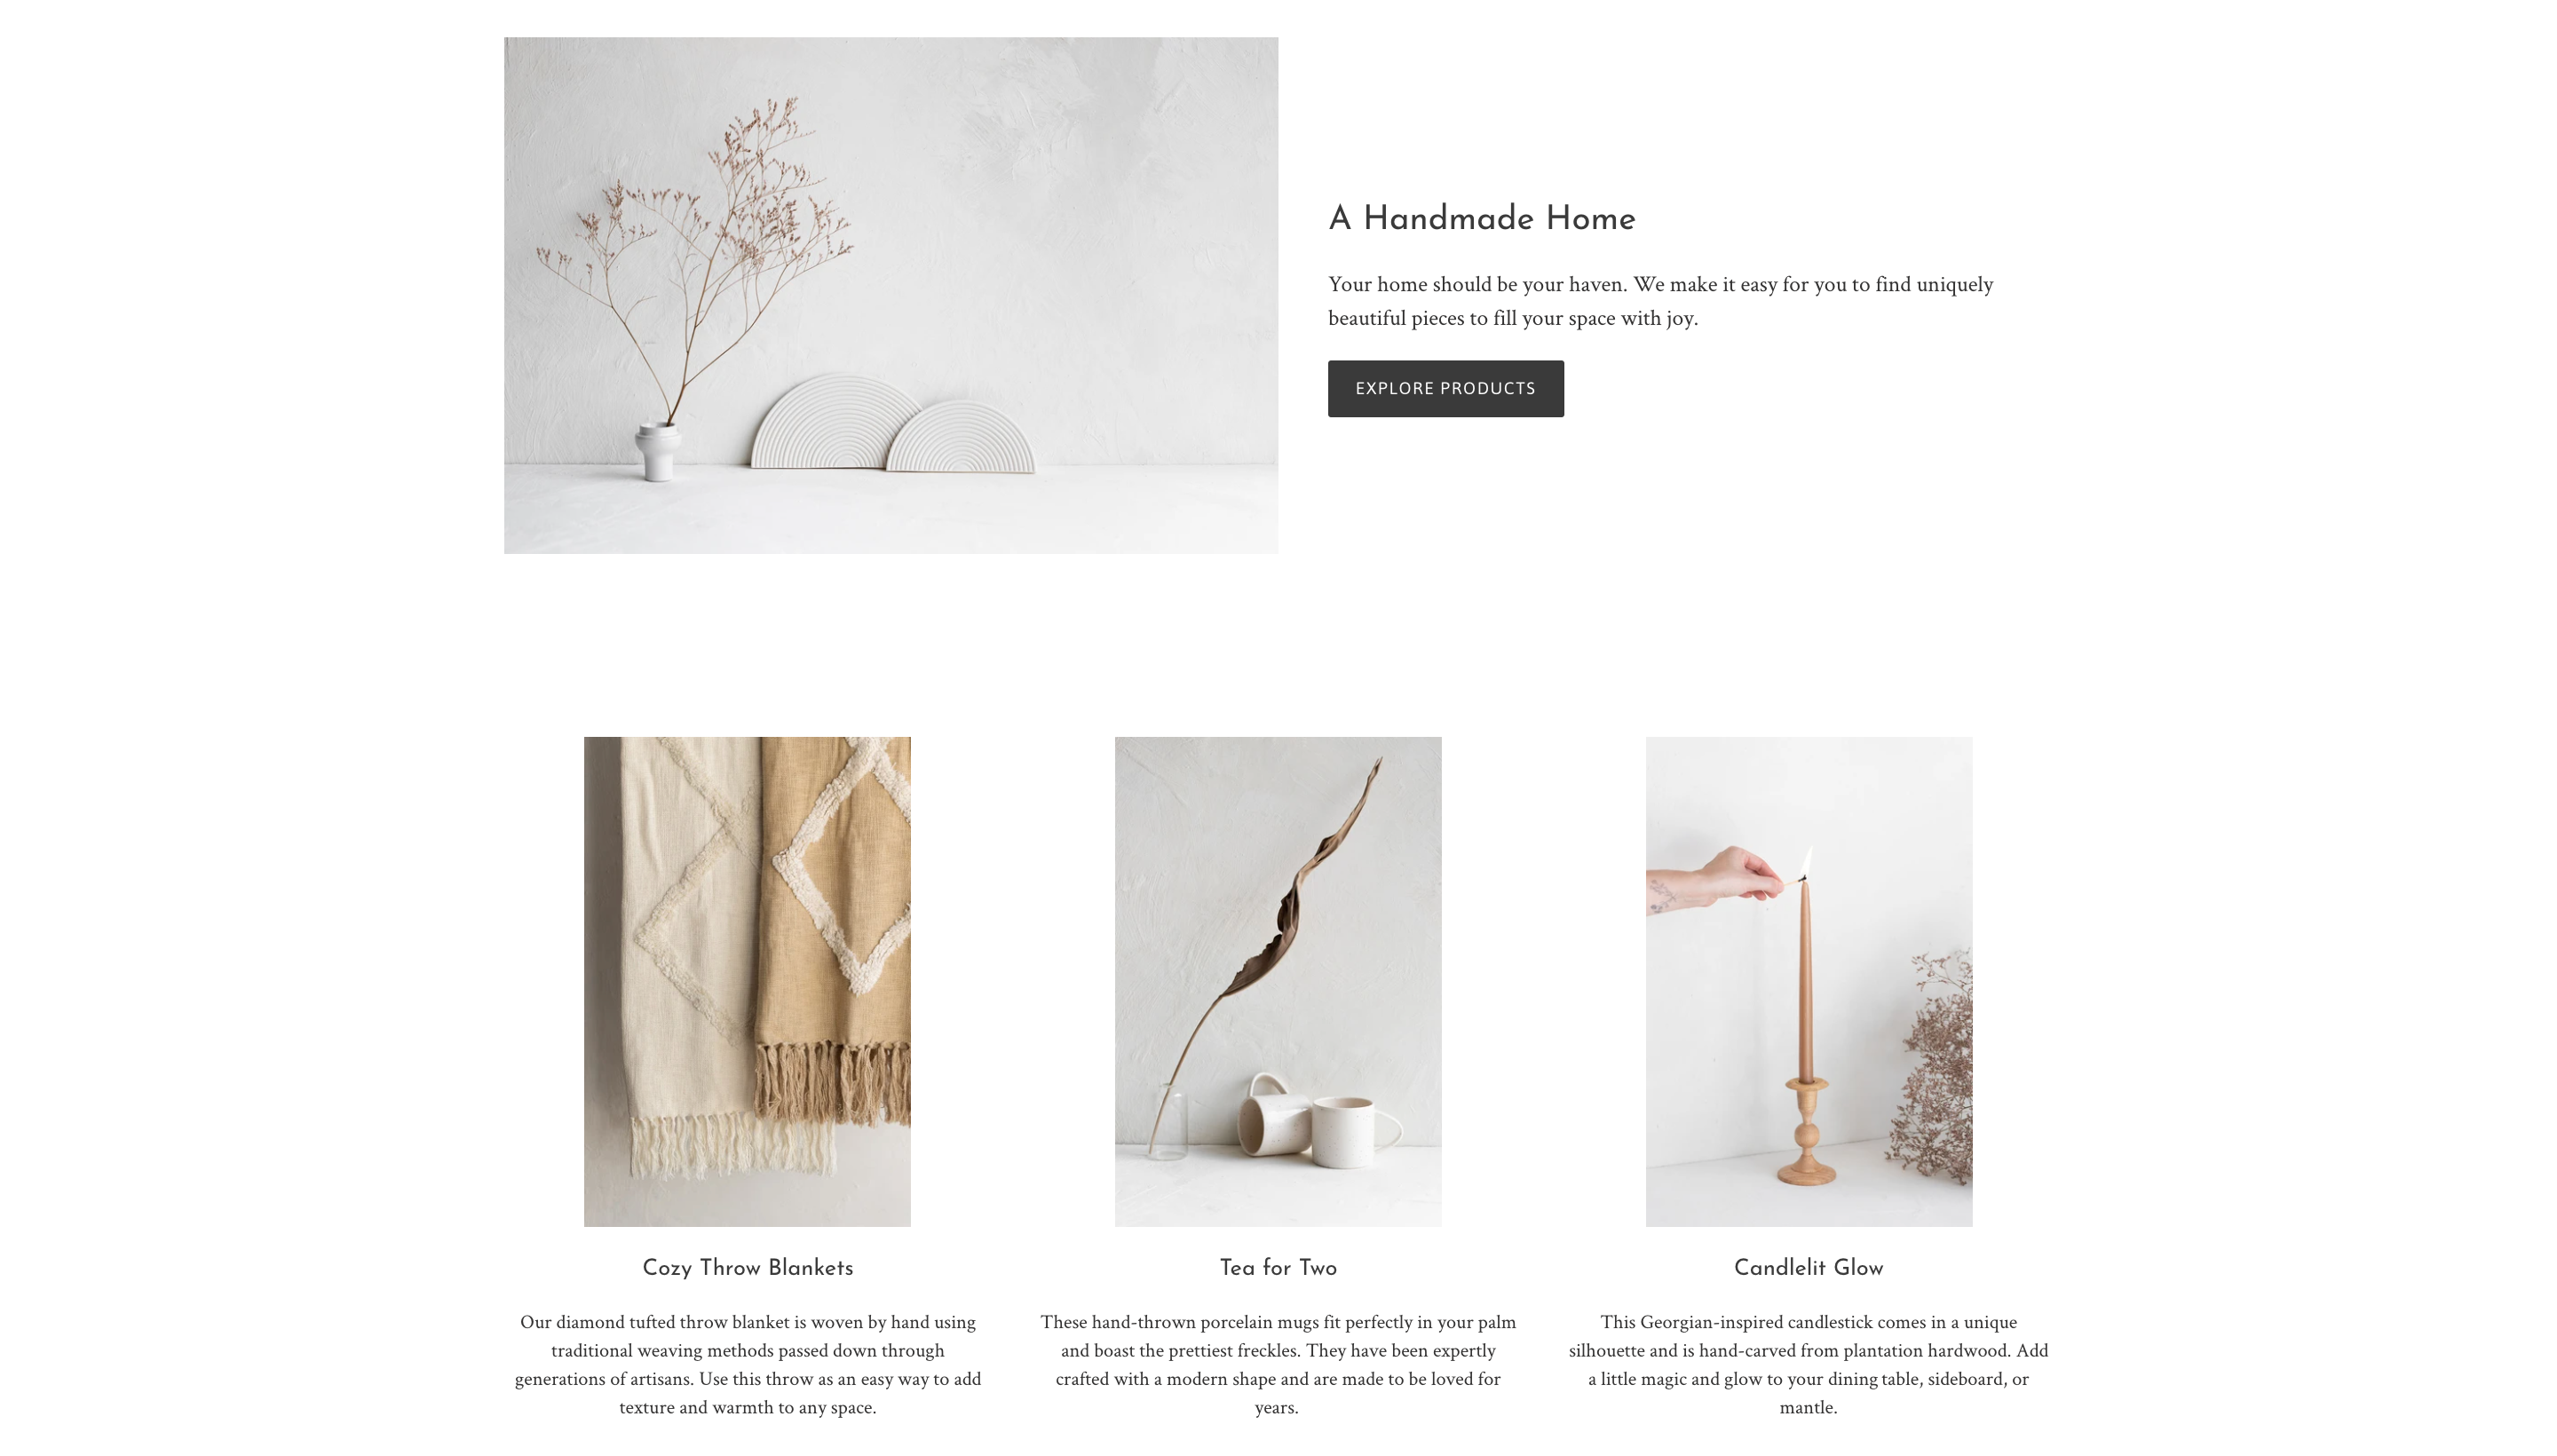 A Handmade Home
Your home should be your haven. We make it easy for you to find uniquely
beautiful pieces to fill your space with joy.
EXPLORE PRODUCTS
Cozy Throw Blankets
Our diamond tufted throw blanket is woven by hand using
traditional weaving methods passed down through
generations of artisans. Use this throw as an easy way to add
texture and warmth to any space.
Tea for Two
These hand-thrown porcelain mugs fit perfectly in your palm
and boast the prettiest freckles. They have been expertly
crafted with a modern shape and are made to be loved for
years.
Candlelit Glow
This Georgian-inspired candlestick comes in a unique
silhouette and is hand-carved from plantation hardwood. Add
a little magic and glow to your dining table, sideboard, or
mantle.